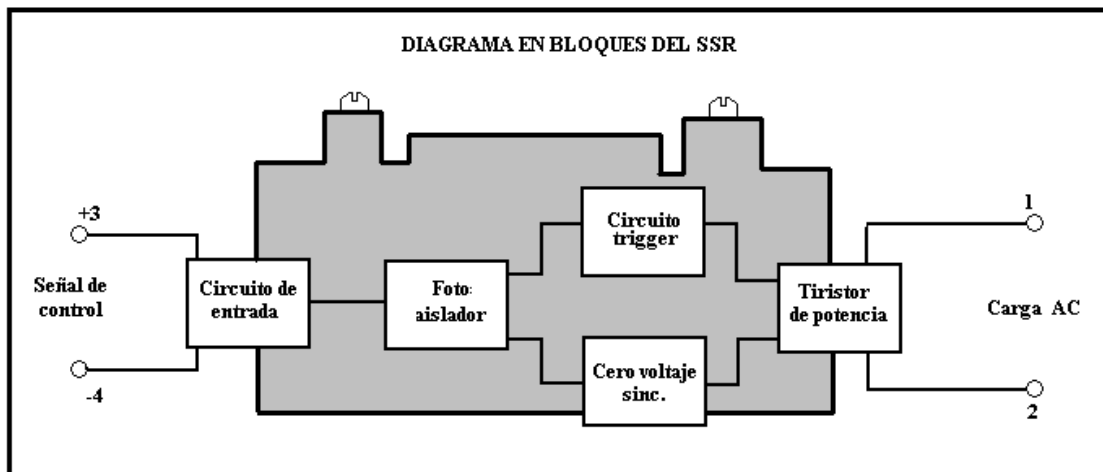 DIAGRAMA EN BLOQUES DEL SSR
+3
Señal de
control
-4
Circuito de
entrada
Foto:
aislador
Circuito
trigger
Cero voltaje
sinc.
Tiristor
de potencia
1
Carga AC
2